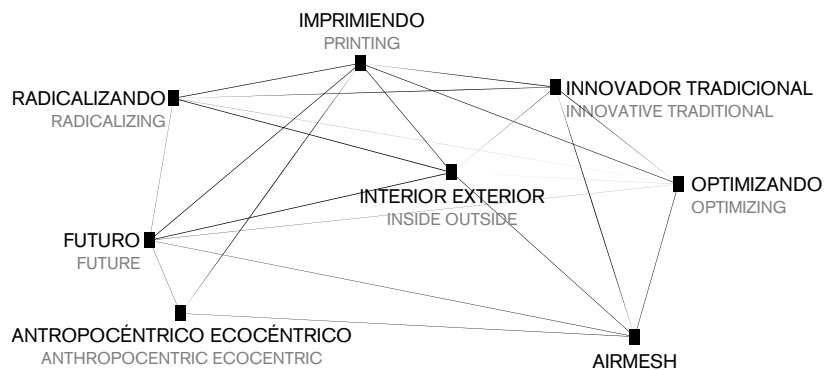 IMPRIMIENDO
PRINTING
RADICALIZANDO
RADICALIZING
INNOVADOR TRADICIONAL
INNOVATIVE TRADITIONAL
INTERIOR EXTERIOR
INSIDE OUTSIDE
OPTIMIZANDO
OPTIMIZING
FUTURO
FUTURE
ANTROPOCÉNTRICO ECOCÉNTRICO
ANTHROPOCENTRIC ECOCENTRIC
AIRMESH